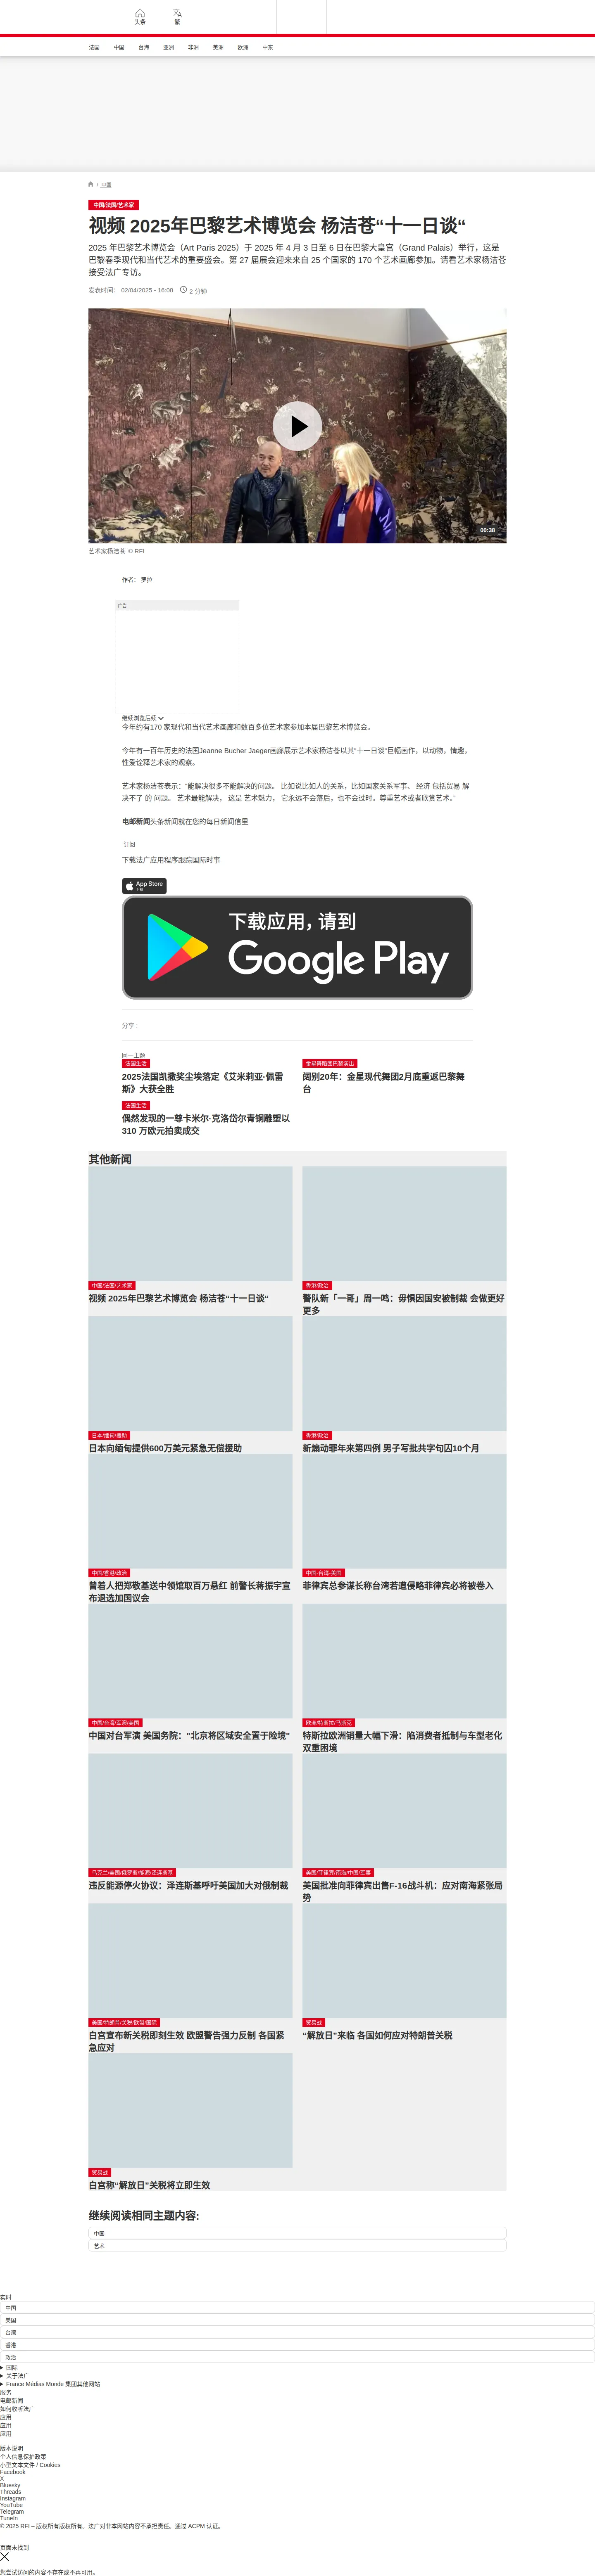 头条
繁
法国
中国
台海
亚洲
非洲
美洲
欧洲
中东
/ 中国
中国/法国/艺术家
视频 2025年巴黎艺术博览会 杨洁苍“十一日谈“
2025 年巴黎艺术博览会（Art Paris 2025）于 2025 年 4 月 3 日至 6 日在巴黎大皇宫（Grand Palais）举行，这是
巴黎春季现代和当代艺术的重要盛会。第 27 届展会迎来来自 25 个国家的 170 个艺术画廊参加。请看艺术家杨洁苍
接受法广专访。
发表时间： 02/04/2025 - 16:08
2 分钟
00:38
艺术家杨洁苍 © RFI
作者： 罗拉
广告
继续浏览后续
今年约有170 家现代和当代艺术画廊和数百多位艺术家参加本届巴黎艺术博览会。
今年有一百年历史的法国Jeanne Bucher Jaeger画廊展示艺术家杨洁苍以其"十一日谈"巨幅画作，以动物，情趣，
性爱诠释艺术家的观察。
艺术家杨洁苍表示：“能解决很多不能解决的问题。 比如说比如人的关系，比如国家关系军事、 经济 包括贸易 解
决不了 的 问题。 艺术最能解决， 这是 艺术魅力， 它永远不会落后，也不会过时。尊重艺术或者欣赏艺术。”
电邮新闻头条新闻就在您的每日新闻信里
订阅
下载法广应用程序跟踪国际时事
App Store
下载
下载应用，请到
Google Play
分享 :
同一主题
法国生活
2025法国凯撒奖尘埃落定《艾米莉亚·佩雷
斯》大获全胜
金星舞蹈团巴黎演出
阔别20年：金星现代舞团2月底重返巴黎舞
台
法国生活
偶然发现的一尊卡米尔·克洛岱尔青铜雕塑以
310 万欧元拍卖成交
其他新闻
中国/法国/艺术家
视频 2025年巴黎艺术博览会 杨洁苍“十一日谈“
香港/政治
警队新「一哥」周一鸣：毋惧因国安被制裁 会做更好
更多
日本/缅甸/援助
日本向缅甸提供600万美元紧急无偿援助
香港/政治
新煽动罪年来第四例 男子写批共字句囚10个月
中国/香港/政治
曾着人把郑敬基送中领馆取百万悬红 前警长蒋振宇宣
布退选加国议会
中国-台湾-美国
菲律宾总参谋长称台湾若遭侵略菲律宾必将被卷入
中国/台湾/军演/美国
中国对台军演 美国务院："北京将区域安全置于险境"
欧洲/特斯拉/马斯克
特斯拉欧洲销量大幅下滑：陷消费者抵制与车型老化
双重困境
乌克兰/美国/俄罗斯/能源/泽连斯基
违反能源停火协议：泽连斯基呼吁美国加大对俄制裁
美国/菲律宾/南海/中国/军事
美国批准向菲律宾出售F-16战斗机：应对南海紧张局
势
美国/特朗普/关税/欧盟/国际
白宫宣布新关税即刻生效 欧盟警告强力反制 各国紧
急应对
贸易战
“解放日”来临 各国如何应对特朗普关税
贸易战
白宫称“解放日”关税将立即生效
继续阅读相同主题内容:
中国
艺术
实时
中国
美国
台湾
香港
政治
国际
关于法广
France Médias Monde 集团其他网站
服务
电邮新闻
如何收听法广
应用
应用
应用
版本说明
个人信息保护政策
小型文本文件 / Cookies
Facebook
X
Bluesky
Threads
Instagram
YouTube
Telegram
TuneIn
© 2025 RFI – 版权所有版权所有。法广对非本网站内容不承担责任。通过 ACPM 认证。
页面未找到
您尝试访问的内容不存在或不再可用。